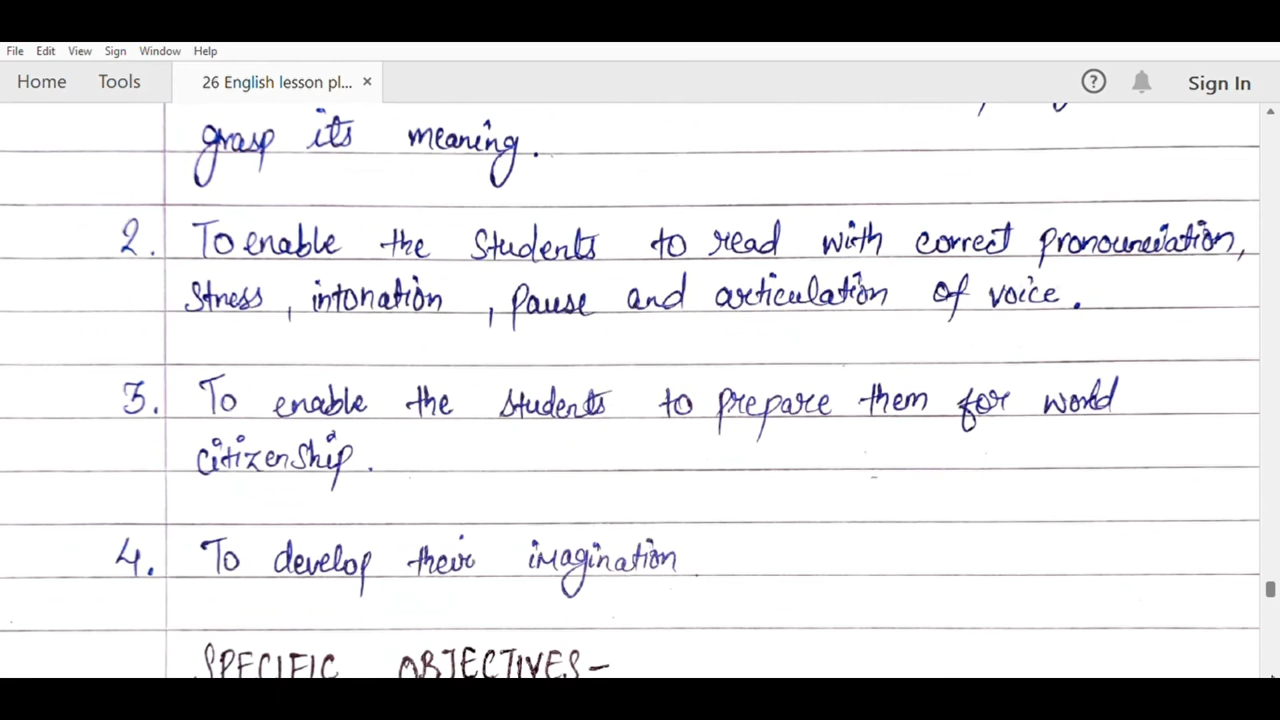 File Edit View Sign Window Help
Home Tools 26 English lesson pl... × Sign In
grasp its meaning.
2. To enable the students to read with correct pronounciation,
stress, intonation, pause and articulation of voice.
3. To enable the students to prepare them for world
citizenship.
4. To develop their imagination
SPECIFIC OBJECTIVES-